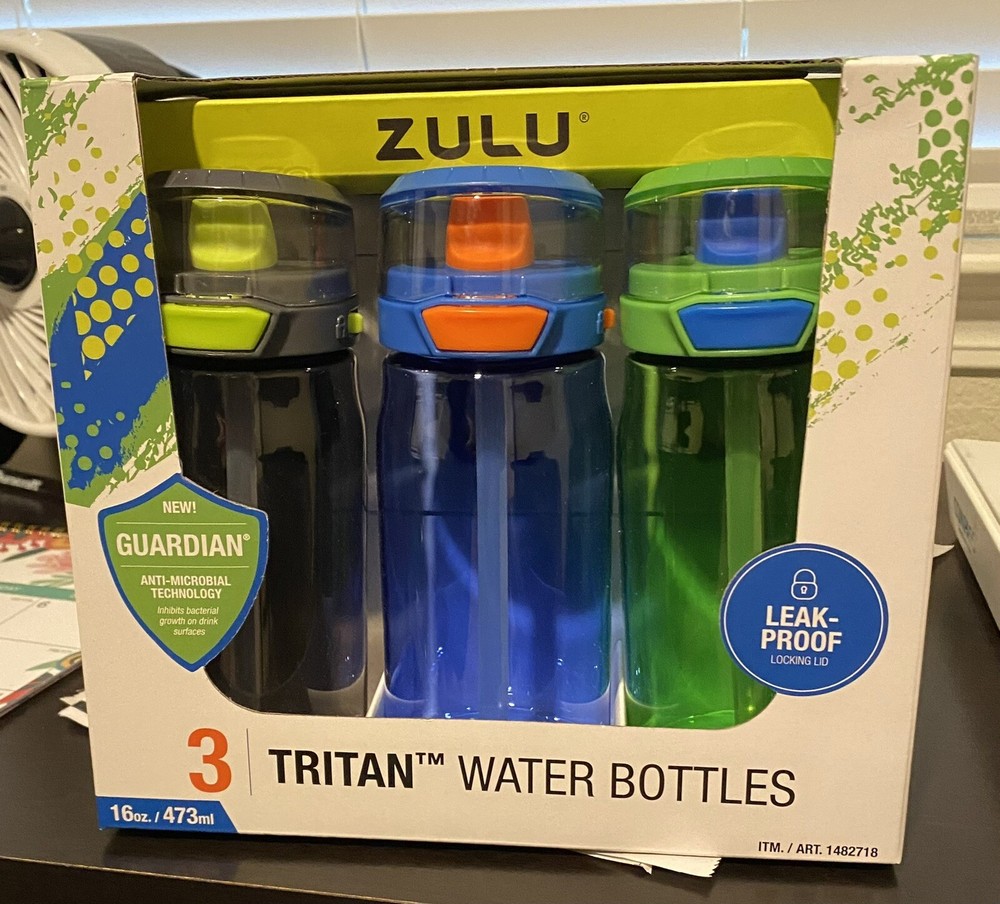 ZULU®
NEW!
GUARDIAN®
ANTI-MICROBIAL
TECHNOLOGY
Inhibits bacterial
growth on drink
surfaces
LEAK-
PROOF
LOCKING LID
3 TRITAN™ WATER BOTTLES
16oz. / 473ml
ITM. / ART. 1482718